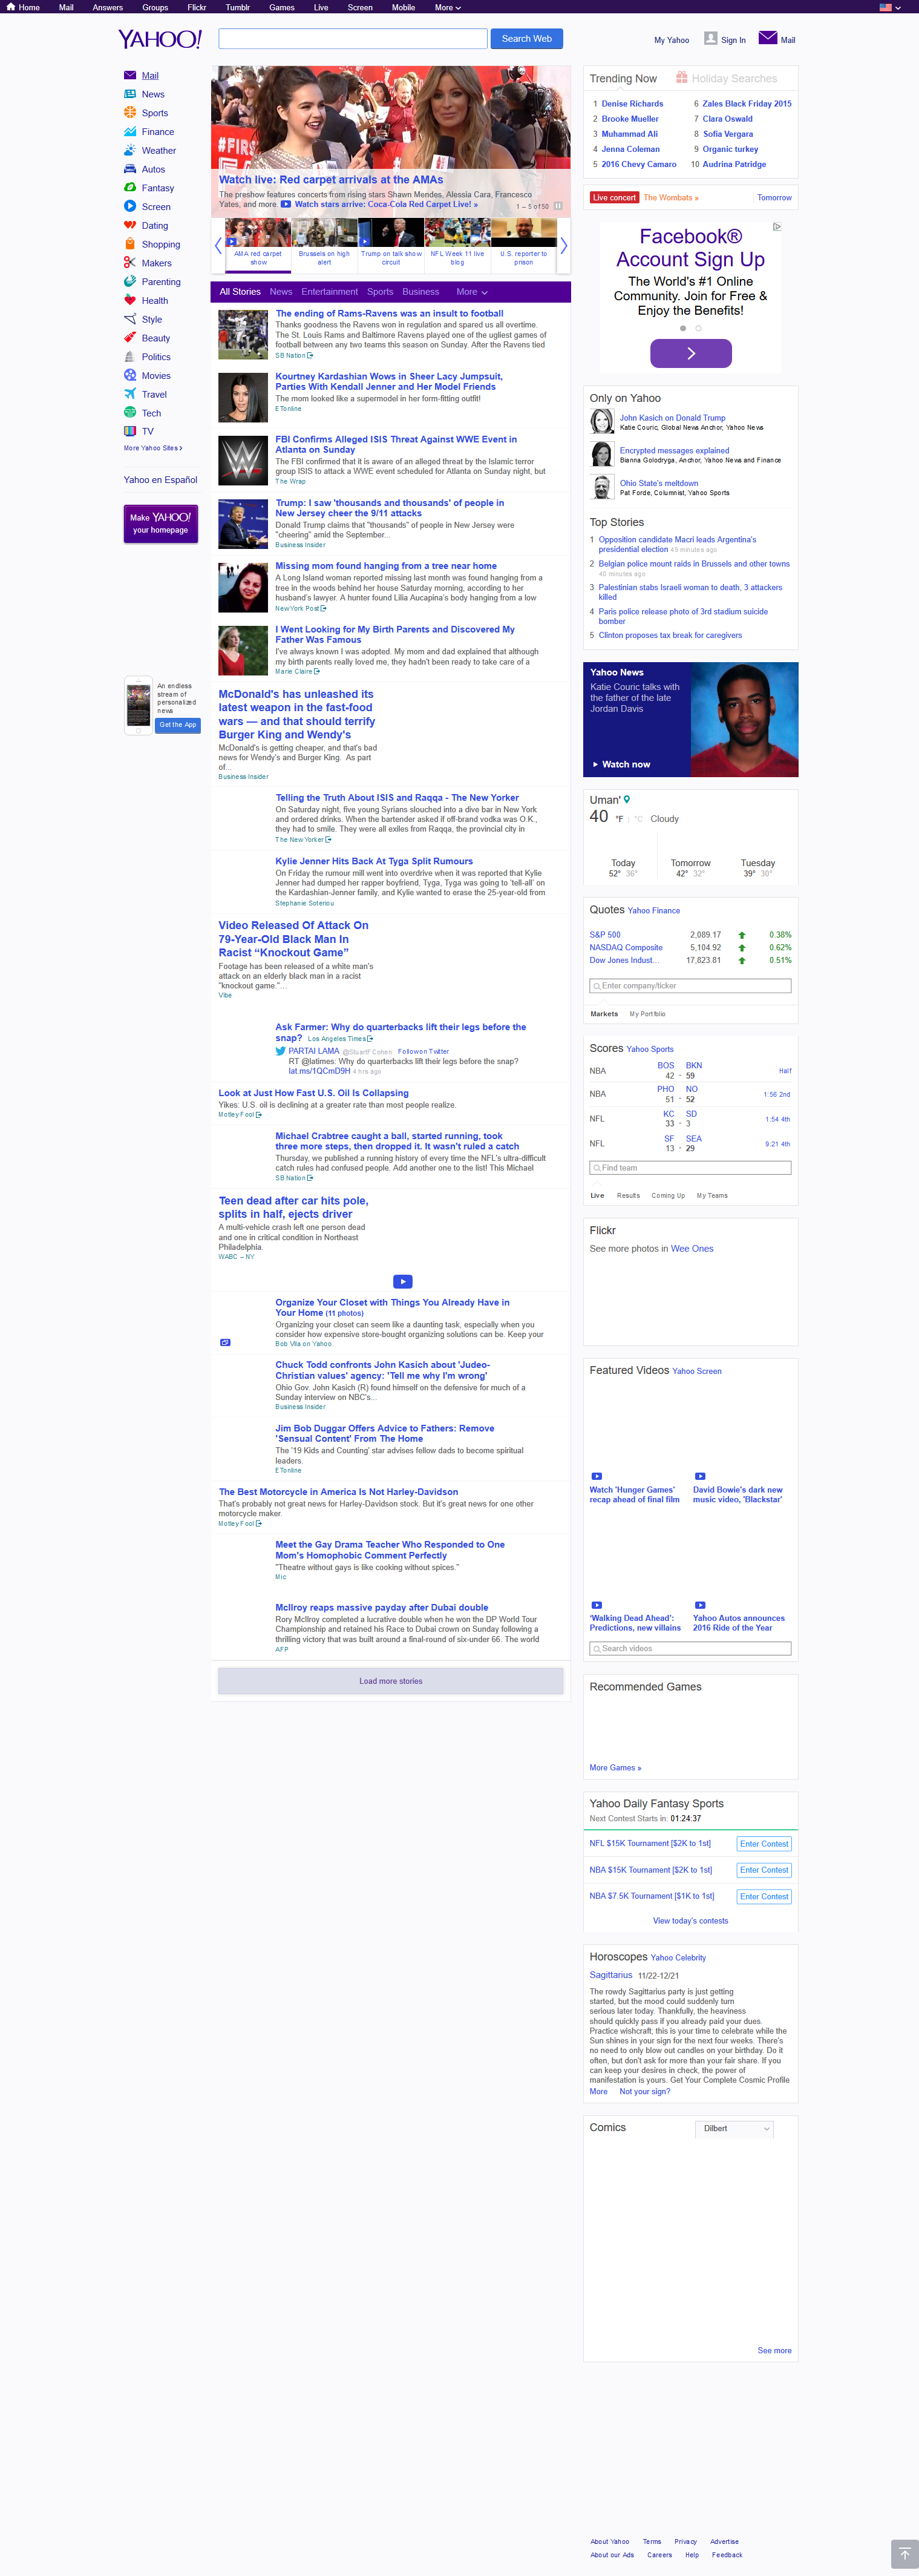 Home Mail Answers Groups Flickr Tumblr Games Live Screen Mobile More
YAHOO!
Search Web
My Yahoo Sign In Mail
Mail
News
Sports
Finance
Weather
Autos
Fantasy
Screen
Dating
Shopping
Makers
Parenting
Health
Style
Beauty
Politics
Movies
Travel
Tech
TV
More Yahoo Sites
Yahoo en Español
Make YAHOO!
your homepage
An endless
stream of
personalized
news
Get the App
Watch live: Red carpet arrivals at the AMAs
The preshow features concerts from rising stars Shawn Mendes, Alessia Cara, Francesco
Yates, and more. Watch stars arrive: Coca-Cola Red Carpet Live! »
1 – 5 of 50
AMA red carpet
show
Brussels on high
alert
Trump on talk show
circuit
NFL Week 11 live
blog
U.S. reporter to
prison
All Stories News Entertainment Sports Business More
The ending of Rams-Ravens was an insult to football
Thanks goodness the Ravens won in regulation and spared us all overtime.
The St. Louis Rams and Baltimore Ravens played one of the ugliest games of
football between any two teams this season on Sunday. After the Ravens tied
SB Nation
Kourtney Kardashian Wows in Sheer Lacy Jumpsuit,
Parties With Kendall Jenner and Her Model Friends
The mom looked like a supermodel in her form-fitting outfit!
ETonline
FBI Confirms Alleged ISIS Threat Against WWE Event in
Atlanta on Sunday
The FBI confirmed that it is aware of an alleged threat by the Islamic terror
group ISIS to attack a WWE event scheduled for Atlanta on Sunday night, but
The Wrap
Trump: I saw 'thousands and thousands' of people in
New Jersey cheer the 9/11 attacks
Donald Trump claims that "thousands" of people in New Jersey were
"cheering" amid the September...
Business Insider
Missing mom found hanging from a tree near home
A Long Island woman reported missing last month was found hanging from a
tree in the woods behind her house Saturday morning, according to her
husband's lawyer. A hunter found Lilia Aucapina's body hanging from a low
New York Post
I Went Looking for My Birth Parents and Discovered My
Father Was Famous
I've always known I was adopted. My mom and dad explained that although
my birth parents really loved me, they hadn't been ready to take care of a
Marie Claire
McDonald's has unleashed its
latest weapon in the fast-food
wars — and that should terrify
Burger King and Wendy's
McDonald's is getting cheaper, and that's bad
news for Wendy's and Burger King. As part
of...
Business Insider
Telling the Truth About ISIS and Raqqa - The New Yorker
On Saturday night, five young Syrians slouched into a dive bar in New York
and ordered drinks. When the bartender asked if off-brand vodka was O.K.,
they had to smile. They were all exiles from Raqqa, the provincial city in
The New Yorker
Kylie Jenner Hits Back At Tyga Split Rumours
On Friday the rumour mill went into overdrive when it was reported that Kylie
Jenner had dumped her rapper boyfriend, Tyga, Tyga was going to 'tell-all' on
the Kardashian-Jenner family, and Kylie wanted to erase the 25-year-old from
Stephanie Soteriou
Video Released Of Attack On
79-Year-Old Black Man In
Racist “Knockout Game”
Footage has been released of a white man's
attack on an elderly black man in a racist
"knockout game."...
Vibe
Ask Farmer: Why do quarterbacks lift their legs before the
snap? Los Angeles Times
PARTAI LAMA @StuartFCohen Follow on Twitter
RT @latimes: Why do quarterbacks lift their legs before the snap?
lat.ms/1QCmD9H 4 hrs ago
Look at Just How Fast U.S. Oil Is Collapsing
Yikes: U.S. oil is declining at a greater rate than most people realize.
Motley Fool
Michael Crabtree caught a ball, started running, took
three more steps, then dropped it. It wasn't ruled a catch
Thursday, we published a running history of every time the NFL's ultra-difficult
catch rules had confused people. Add another one to the list! This Michael
SB Nation
Teen dead after car hits pole,
splits in half, ejects driver
A multi-vehicle crash left one person dead
and one in critical condition in Northeast
Philadelphia.
WABC – NY
Organize Your Closet with Things You Already Have in
Your Home (11 photos)
Organizing your closet can seem like a daunting task, especially when you
consider how expensive store-bought organizing solutions can be. Keep your
Bob Villa on Yahoo
Chuck Todd confronts John Kasich about 'Judeo-
Christian values' agency: 'Tell me why I'm wrong'
Ohio Gov. John Kasich (R) found himself on the defensive for much of a
Sunday interview on NBC's...
Business Insider
Jim Bob Duggar Offers Advice to Fathers: Remove
'Sensual Content' From The Home
The '19 Kids and Counting' star advises fellow dads to become spiritual
leaders.
ETonline
The Best Motorcycle in America Is Not Harley-Davidson
That's probably not great news for Harley-Davidson stock. But it's great news for one other
motorcycle maker.
Motley Fool
Meet the Gay Drama Teacher Who Responded to One
Mom's Homophobic Comment Perfectly
"Theatre without gays is like cooking without spices."
Mic
McIlroy reaps massive payday after Dubai double
Rory McIlroy completed a lucrative double when he won the DP World Tour
Championship and retained his Race to Dubai crown on Sunday following a
thrilling victory that was built around a final-round of six-under 66. The world
AFP
Load more stories
Trending Now Holiday Searches
1 Denise Richards 6 Zales Black Friday 2015
2 Brooke Mueller 7 Clara Oswald
3 Muhammad Ali 8 Sofia Vergara
4 Jenna Coleman 9 Organic turkey
5 2016 Chevy Camaro 10 Audrina Patridge
Live concert The Wombats » Tomorrow
Facebook®
Account Sign Up
We Are The #1 Online
Community. Join for Free &
Enjoy the Benefits!
Only on Yahoo
John Kasich on Donald Trump
Katie Couric, Global News Anchor, Yahoo News
Encrypted messages explained
Bianna Golodryga, Anchor, Yahoo News and Finance
Ohio State's meltdown
Pat Forde, Columnist, Yahoo Sports
Top Stories
1 Opposition candidate Macri leads Argentina's
presidential election 49 minutes ago
2 Belgian police mount raids in Brussels and other towns
40 minutes ago
3 Palestinian stabs Israeli woman to death, 3 attackers
killed
4 Paris police release photo of 3rd stadium suicide
bomber
5 Clinton proposes tax break for caregivers
Yahoo News
Katie Couric talks with
the father of the late
Jordan Davis
Watch now
Uman'
40 °F °C Cloudy
Today Tomorrow Tuesday
52° 36° 42° 32° 39° 30°
Quotes Yahoo Finance
S&P 500 2,089.17 0.38%
NASDAQ Composite 5,104.92 0.62%
Dow Jones Indust... 17,823.81 0.51%
Enter company/ticker
Markets My Portfolio
Scores Yahoo Sports
NBA BOS BKN Half
42 - 59
NBA PHO NO 1:56 2nd
51 - 52
NFL KC SD 1:54 4th
33 - 3
NFL SF SEA 9:21 4th
13 - 29
Find team
Live Results Coming Up My Teams
Flickr
See more photos in Wee Ones
Featured Videos Yahoo Screen
Watch 'Hunger Games'
recap ahead of final film
David Bowie's dark new
music video, 'Blackstar'
'Walking Dead Ahead':
Predictions, new villains
Yahoo Autos announces
2016 Ride of the Year
Search videos
Recommended Games
More Games »
Yahoo Daily Fantasy Sports
Next Contest Starts in: 01:24:37
NFL $15K Tournament [$2K to 1st] Enter Contest
NBA $15K Tournament [$2K to 1st] Enter Contest
NBA $7.5K Tournament [$1K to 1st] Enter Contest
View today's contests
Horoscopes Yahoo Celebrity
Sagittarius 11/22-12/21
The rowdy Sagittarius party is just getting
started, but the mood could suddenly turn
serious later today. Thankfully, the heaviness
should quickly pass if you already paid your dues.
Practice wishcraft; this is your time to celebrate while the
Sun shines in your sign for the next four weeks. There's
no need to only blow out candles on your birthday. Do it
often, but don't ask for more than your fair share. If you
can keep your desires in check, the power of
manifestation is yours. Get Your Complete Cosmic Profile
More Not your sign?
Comics Dilbert
See more
About Yahoo Terms Privacy Advertise
About our Ads Careers Help Feedback